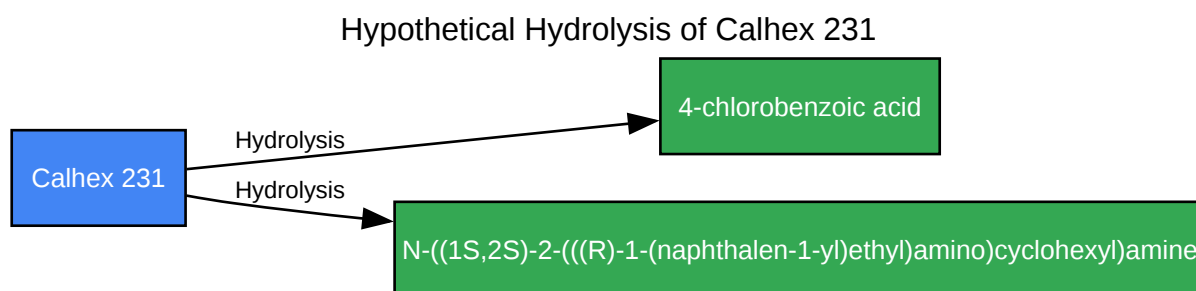 Hypothetical Hydrolysis of Calhex 231
4-chlorobenzoic acid
Hydrolysis
Calhex 231
Hydrolysis
N-((1S,2S)-2-(((R)-1-(naphthalen-1-yl)ethyl)amino)cyclohexyl)amine